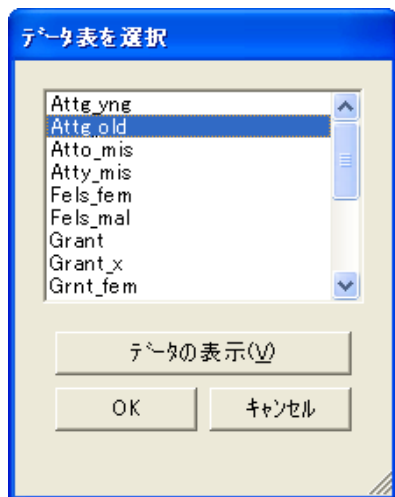 データ表を選択
Attg_yng
Attg_old
Atto_mis
Atty_mis
Fels_fem
Fels_mal
Grant
Grant_x
Grnt_fem
データの表示(V)
OK
キャンセル